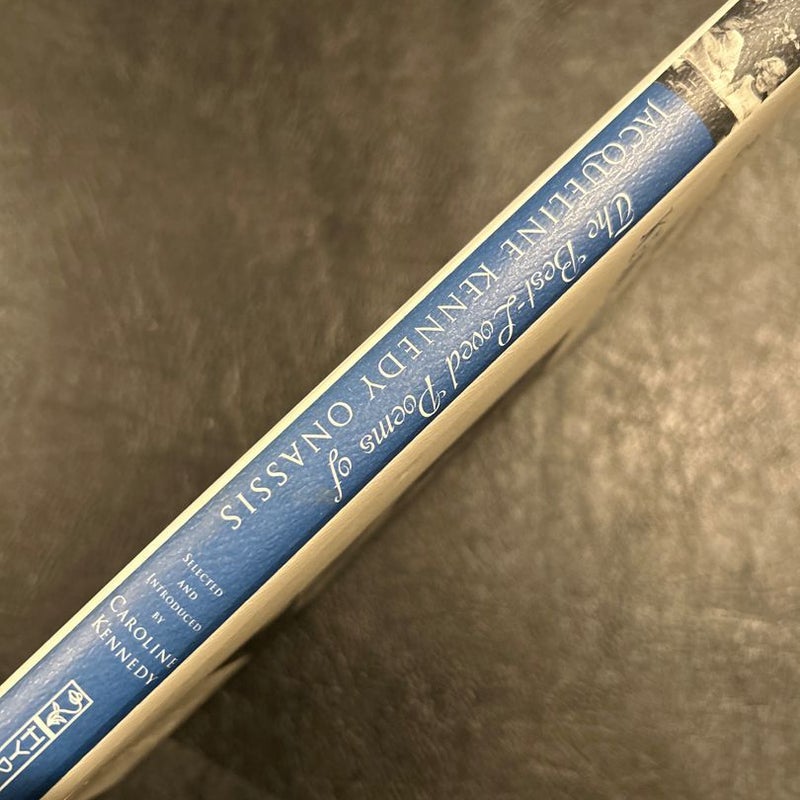 The Best-Loved Poems of
JACQUELINE KENNEDY ONASSIS
SELECTED
AND
INTRODUCED
BY
CAROLINE
KENNEDY